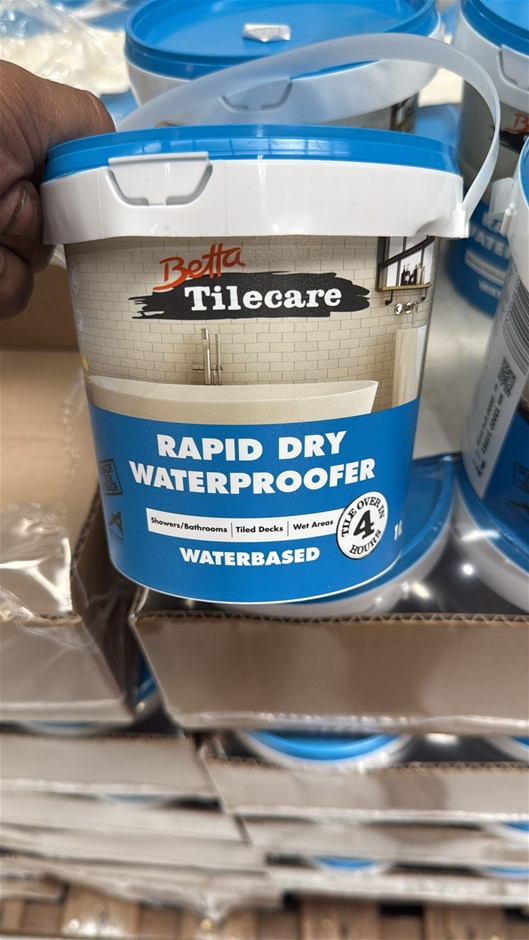 Betta
Tilecare
RAPID DRY
WATERPROOFER
Showers/Bathrooms | Tiled Decks | Wet Areas
TILE OVER IN
4
HOURS
WATERBASED